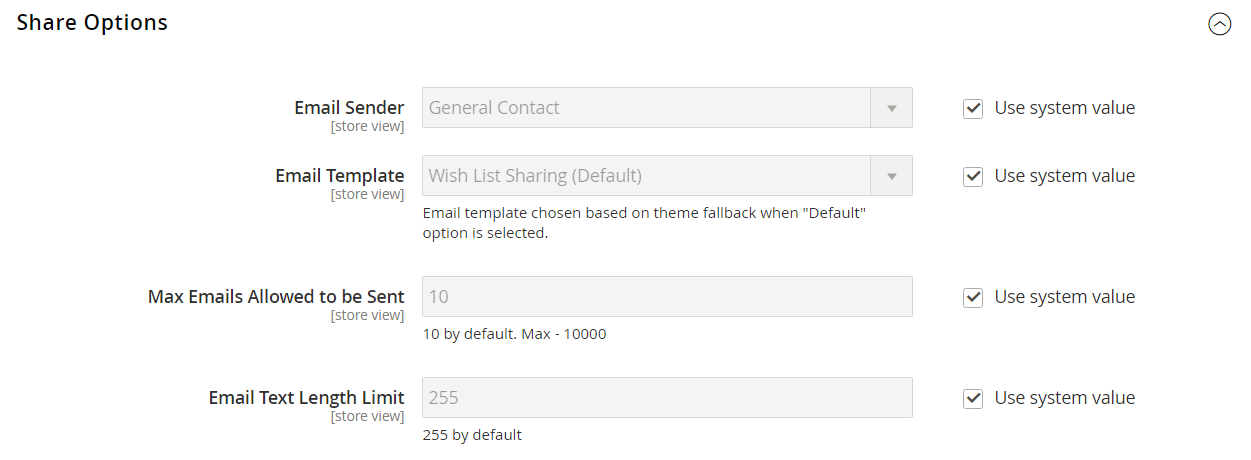 Share Options
Email Sender
[store view]
General Contact
Use system value
Email Template
[store view]
Wish List Sharing (Default)
Use system value
Email template chosen based on theme fallback when "Default"
option is selected.
Max Emails Allowed to be Sent
[store view]
10
Use system value
10 by default. Max - 10000
Email Text Length Limit
[store view]
255
Use system value
255 by default